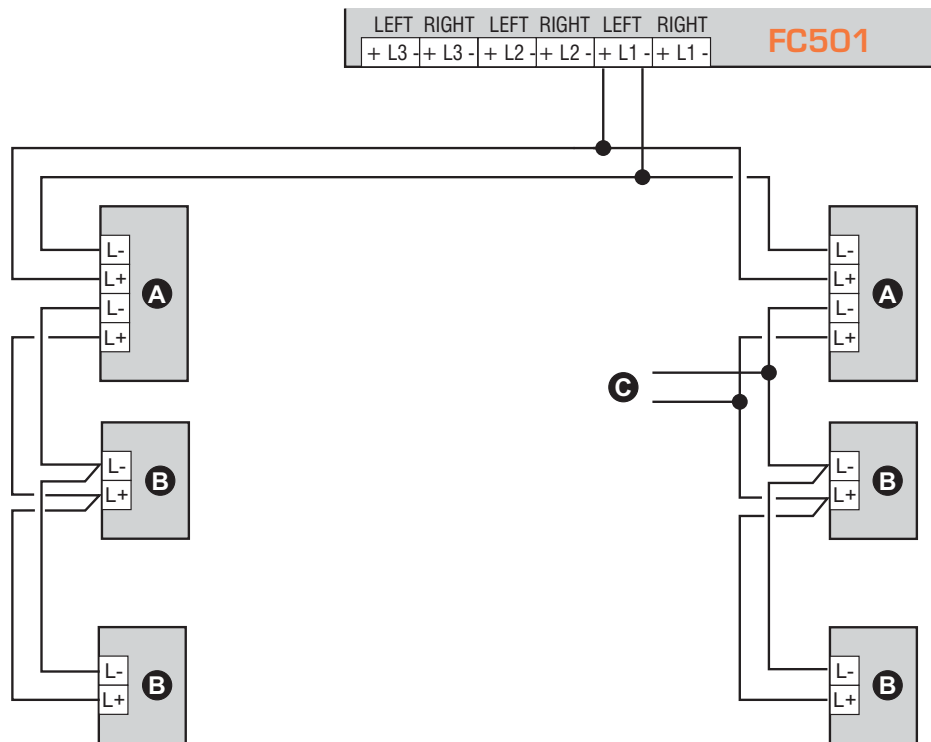 LEFT RIGHT LEFT RIGHT LEFT RIGHT
+ L3 - + L3 - + L2 - + L2 - + L1 - + L1 -
FC501
L-
L+
L-
L+
A
L-
L+
L-
L+
A
C
L-
L+
B
L-
L+
B
L-
L+
B
L-
L+
B